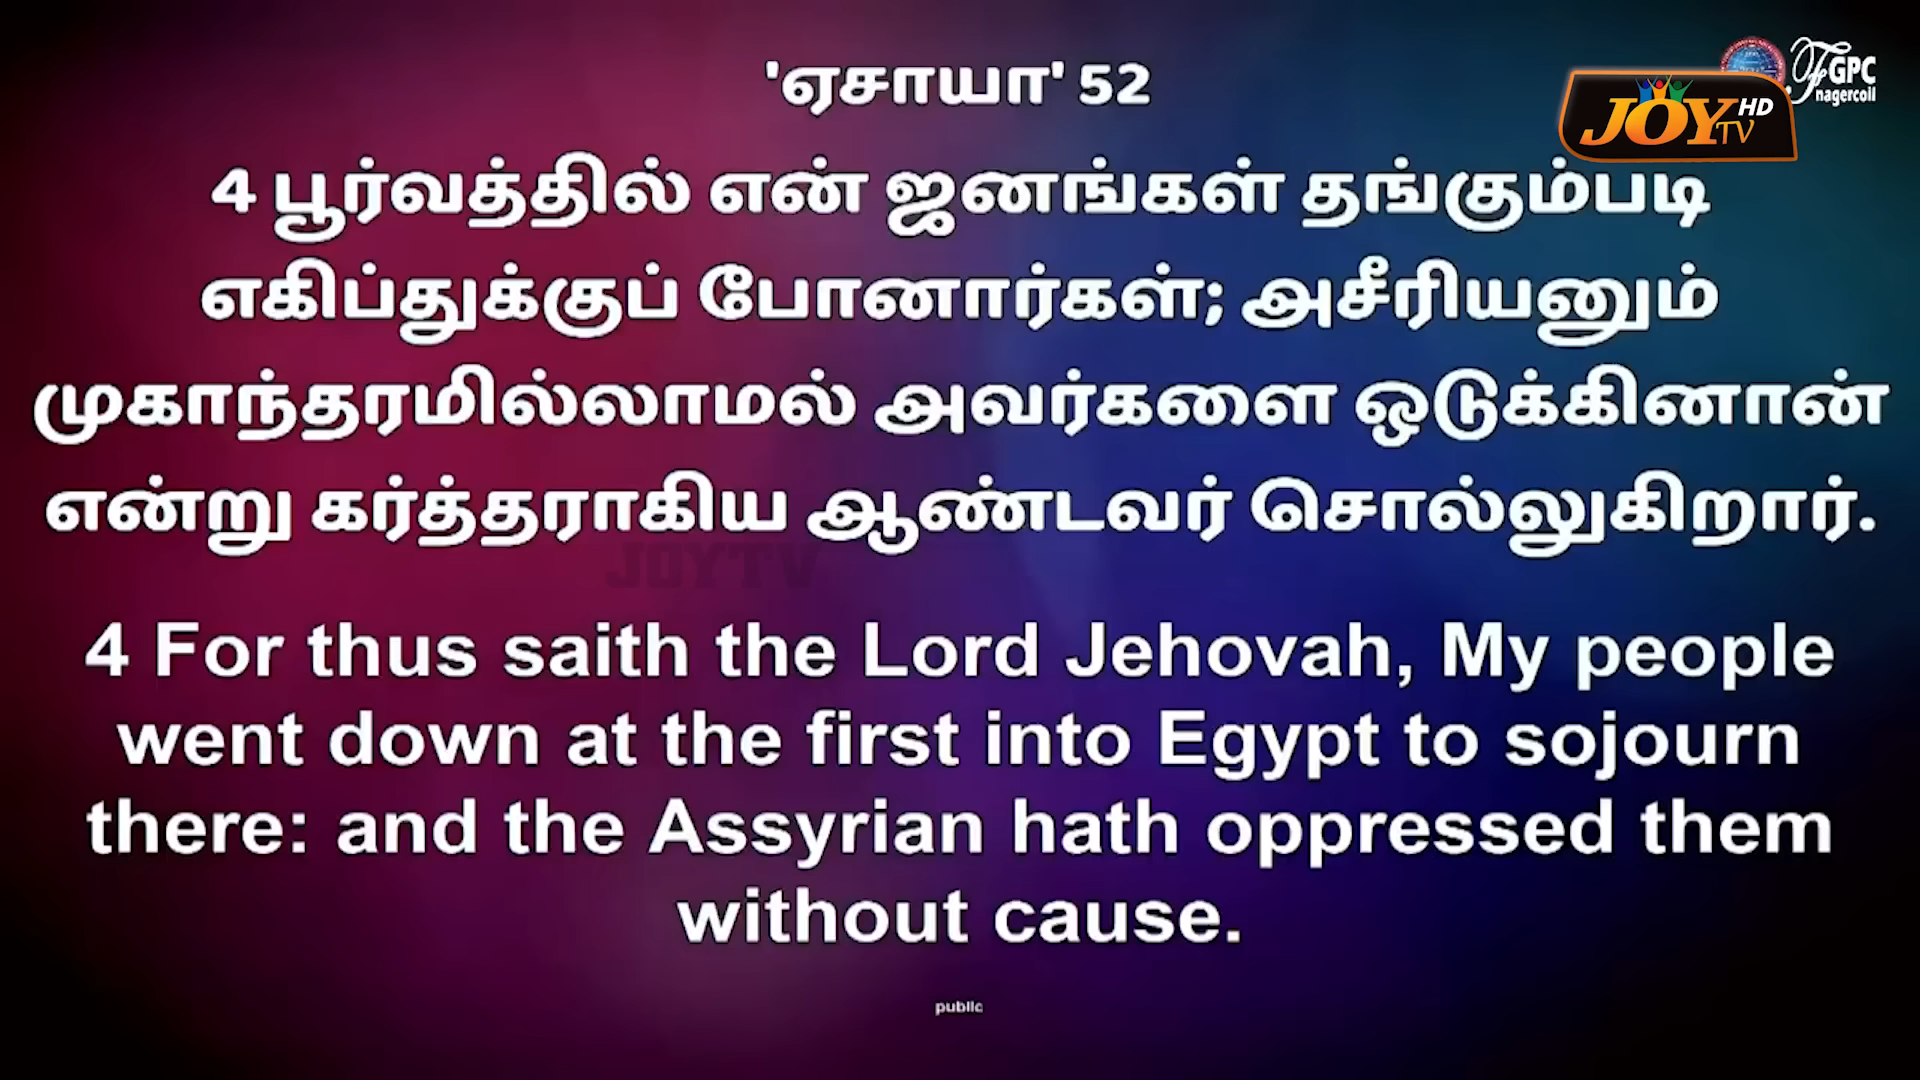 'ஏசாயா' 52
FGPC
nagercoil
JOY TV HD
4 பூர்வத்தில் என் ஜனங்கள் தங்கும்படி
எகிப்துக்குப் போனார்கள்; அசீரியனும்
முகாந்தரமில்லாமல் அவர்களை ஒடுக்கினான்
என்று கர்த்தராகிய ஆண்டவர் சொல்லுகிறார்.
JOYTV
4 For thus saith the Lord Jehovah, My people
went down at the first into Egypt to sojourn
there: and the Assyrian hath oppressed them
without cause.
public